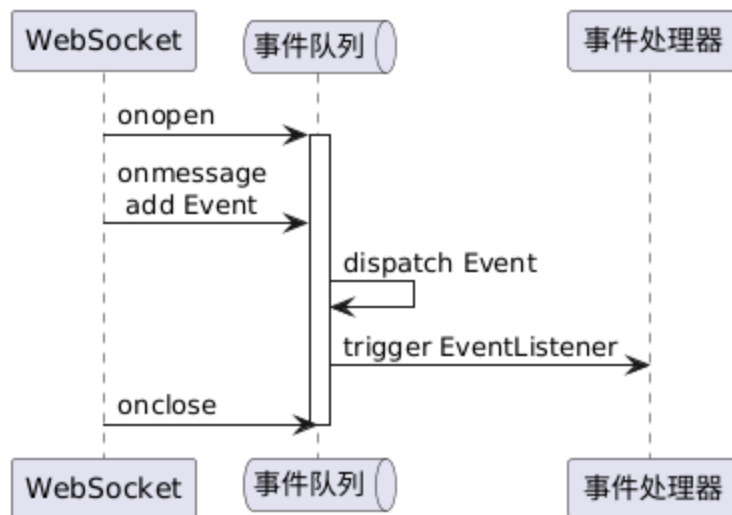 WebSocket
事件队列
事件处理器
onopen
onmessage
add Event
dispatch Event
trigger EventListener
onclose
WebSocket
事件队列
事件处理器